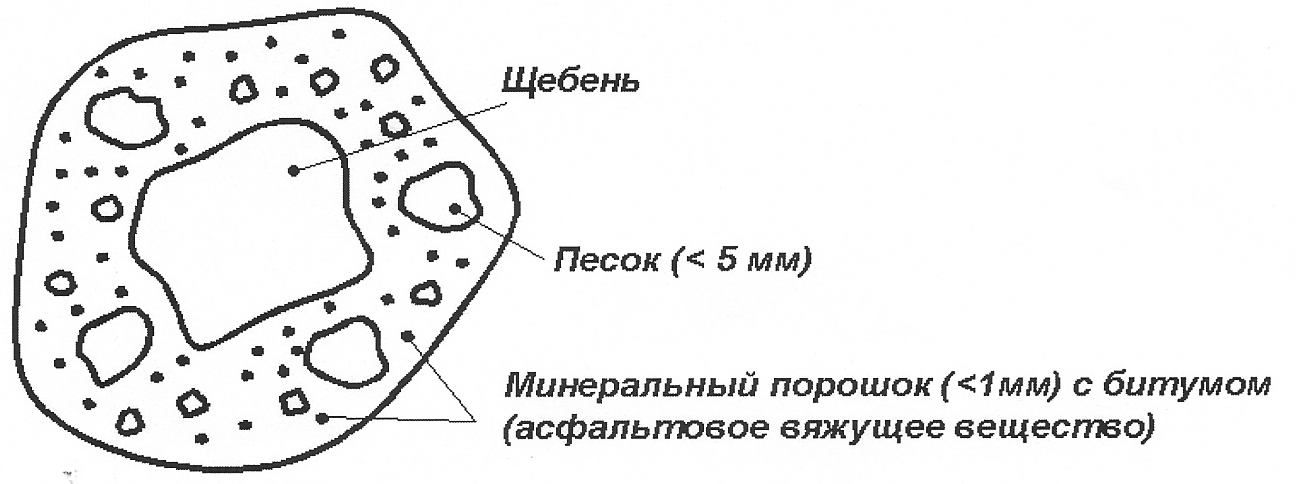 Щебень
Песок (< 5 мм)
Минеральный порошок (<1мм) с битумом
(асфальтовое вяжущее вещество)